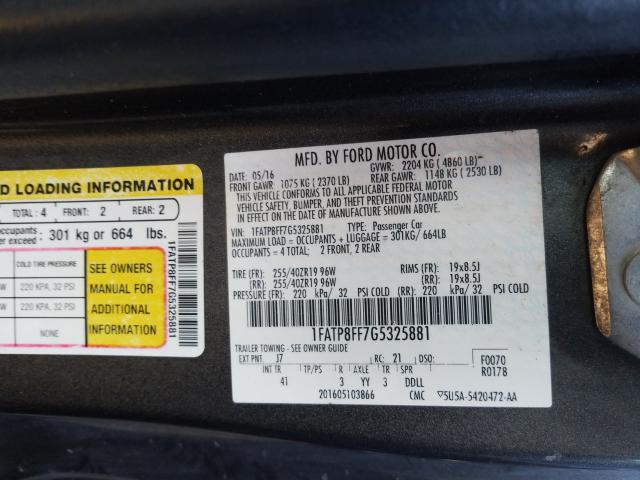 D LOADING INFORMATION
TOTAL: 4 FRONT: 2 REAR: 2
exceed : 301 kg or 664 lbs.
COLD TIRE PRESSURE
220 KPA, 32 PSI
220 KPA, 32 PSI
SEE OWNERS
MANUAL FOR
ADDITIONAL
INFORMATION
1FATP8FF7G5325881
MFD. BY FORD MOTOR CO.
05/16 GVWR: 2204 KG ( 4860 LB)
FRONT GAWR: 1075 KG ( 2370 LB) REAR GAWR: 1148 KG ( 2530 LB)
THIS VEHICLE CONFORMS TO ALL APPLICABLE FEDERAL MOTOR
VEHICLE SAFETY, BUMPER, AND THEFT PREVENTION STANDARDS
IN EFFECT ON THE DATE OF MANUFACTURE SHOWN ABOVE.
VIN: 1FATP8FF7G5325881 TYPE: Passenger Car
MAXIMUM LOAD = OCCUPANTS + LUGGAGE = 301KG/ 664LB
OCCUPANTS = 4 TOTAL: 2 FRONT, 2 REAR
TIRE (FR): 255/40ZR19 96W RIMS (FR): 19x8.5J
(RR): 255/40ZR19 96W (RR): 19x8.5J
PRESSURE (FR): 220 kPa/ 32 PSI COLD (RR): 220 kPa/ 32 PSI COLD
1FATP8FF7G5325881
TRAILER TOWING - SEE OWNER GUIDE
EXT PNT: J7 RC: 21 DSO: F0070
R0178
INT TR TP/PS R AXLE TR SPR
41 3 YY 3 DDLL
201605103866 CMC 5U5A-5420472-AA